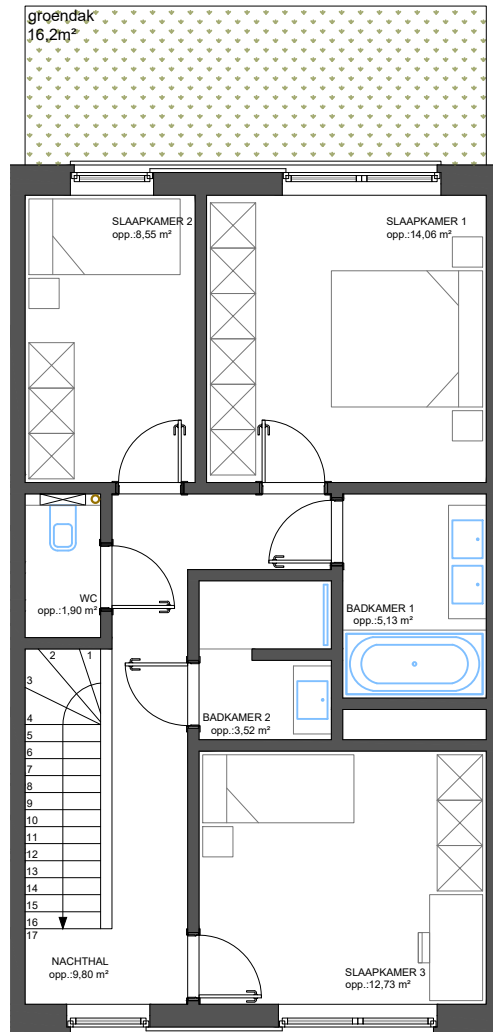 groendak
16,2m²
SLAAPKAMER 2
opp.:8,55 m²
SLAAPKAMER 1
opp.:14,06 m²
WC
opp.:1,90 m²
BADKAMER 1
opp.:5,13 m²
BADKAMER 2
opp.:3,52 m²
1
2
3
4
5
6
7
8
9
10
11
12
13
14
15
16
17
NACHTHAL
opp.:9,80 m²
SLAAPKAMER 3
opp.:12,73 m²